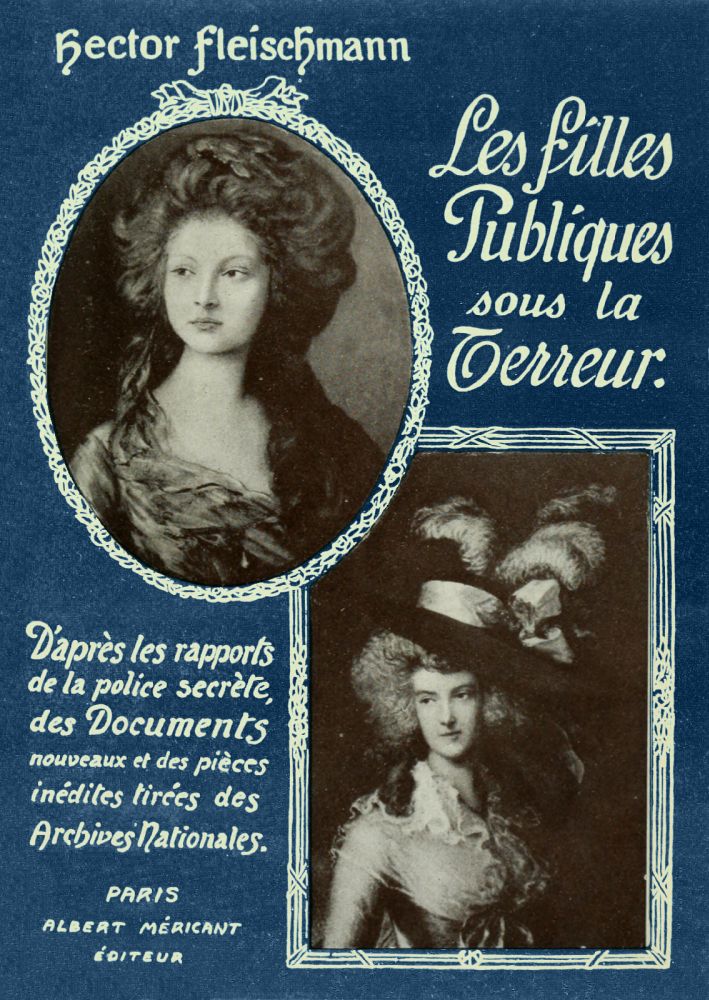 Hector Fleischmann
Les filles
Publiques
sous la
Terreur.
D'après les rapports
de la police secrète,
des Documents
nouveaux et des pièces
inédites tirées des
Archives Nationales.
PARIS
ALBERT MÉRICANT
ÉDITEUR